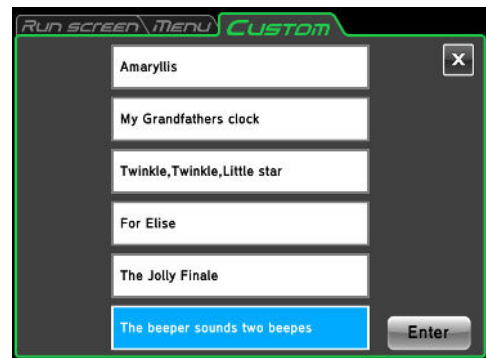 Run screen Menu Custom
X
Amaryllis
My Grandfathers clock
Twinkle,Twinkle,Little star
For Elise
The Jolly Finale
The beeper sounds two beepes
Enter